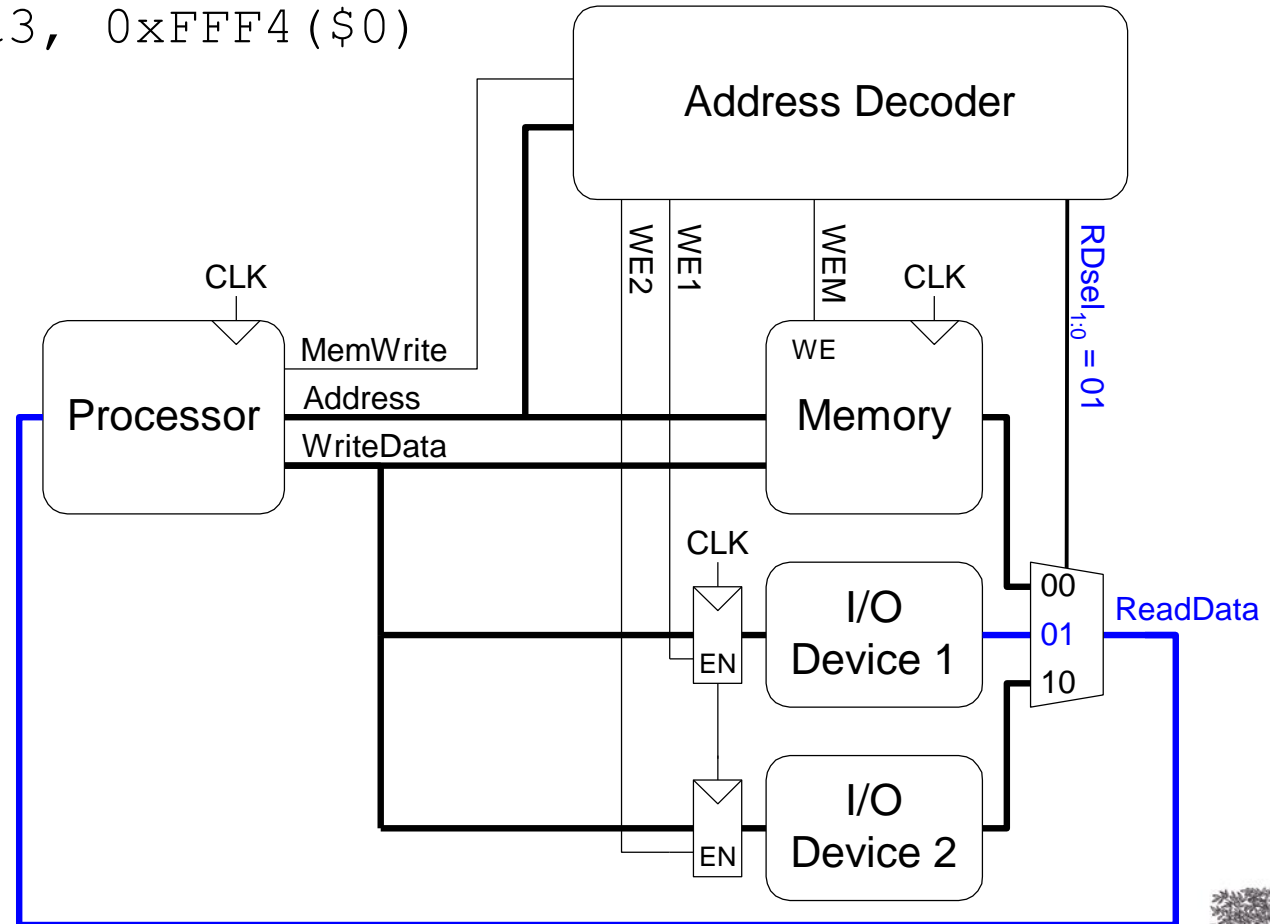 3, 0xFFF4($0)
Address Decoder
WE2
WE1
WEM
RDsel1:0 = 01
CLK
CLK
Processor
MemWrite
Address
WriteData
WE
Memory
CLK
EN
I/O
Device 1
00
01
10
ReadData
EN
I/O
Device 2